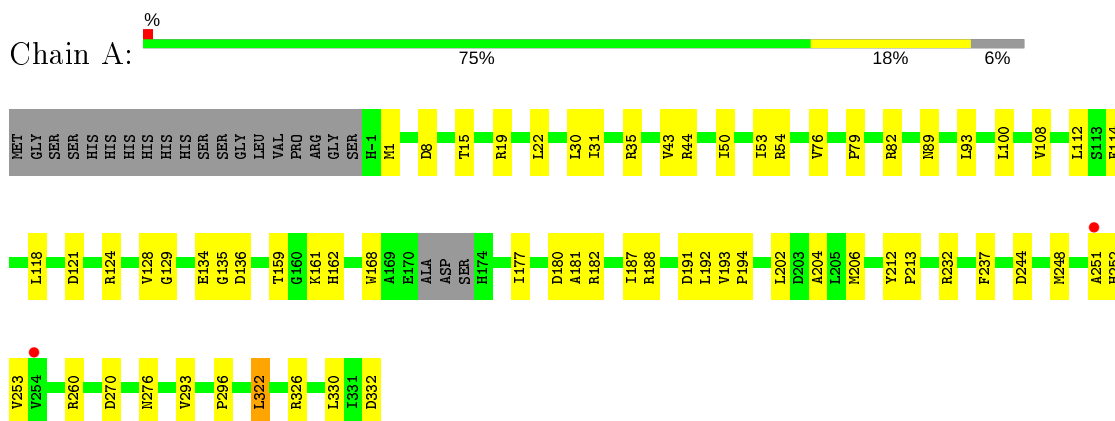 %
Chain A:
75% 18% 6%
MET GLY SER SER HIS HIS HIS HIS HIS HIS SER SER GLY LEU VAL PRO ARG GLY SER H-1 M1 D8 T15 R19 L22 L30 I31 R35 V43 R44 I50 I53 R54 V76 P79 R82 N89 L93 L100 V108 L112 S113
L118 D121 R124 V128 G129 E134 G135 D136 T159 G160 K161 H162 W168 A169 E170 ALA ASP SER H174 I177 D180 A181 R182 I187 R188 D191 L192 V193 P194 L202 D203 A204 L205 M206 Y212 P213 R232 F237 D244 M248 A251
V253 V254 R260 D270 N276 V293 P296 L322 R326 L330 I331 D332